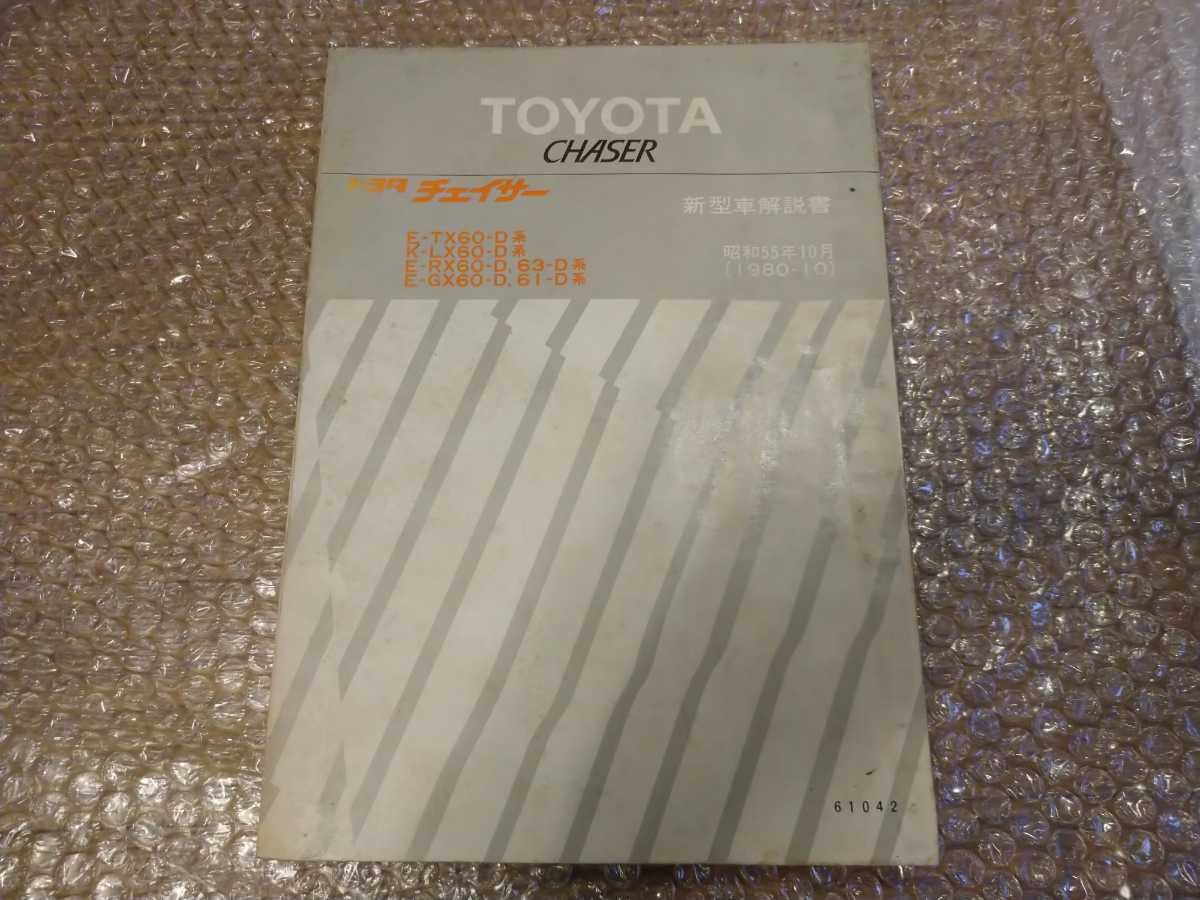 TOYOTA
CHASER
トヨタ チェイサー
新型車解説書
E-TX60-D系
K-LX60-D系
E-RX60-D、63-D系
E-GX60-D、61-D系
昭和55年10月
(1980-10)
61042